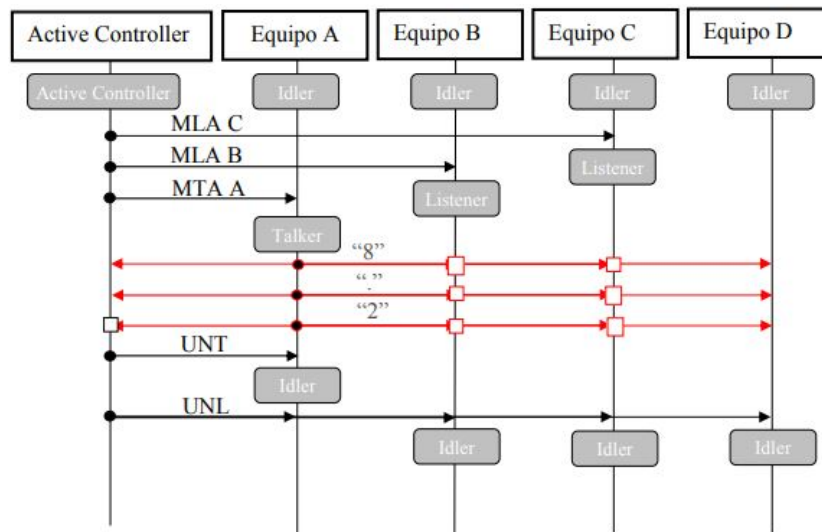 Active Controller Equipo A Equipo B Equipo C Equipo D
Active Controller Idler Idler Idler Idler
MLA C
MLA B
Listener
MTA A
Listener
Talker
“8”
“.”
“2”
UNT
Idler
UNL
Idler Idler Idler